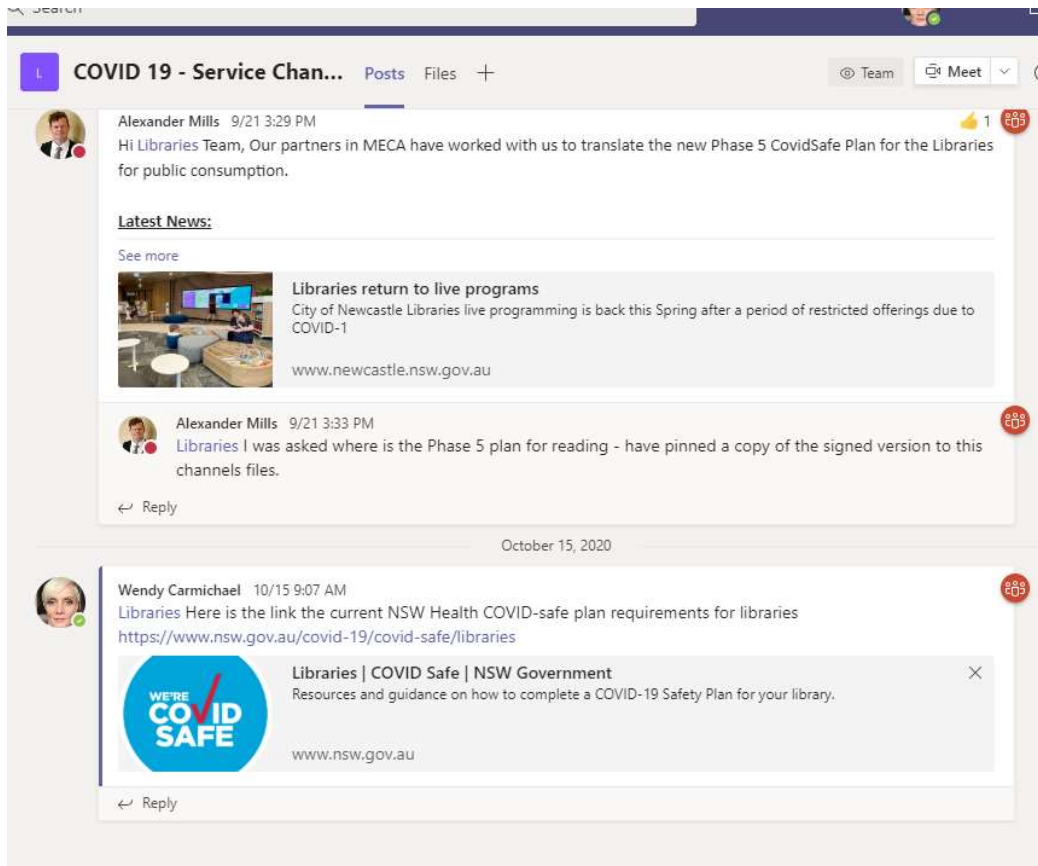 Search
L
COVID 19 - Service Chan... Posts Files +
Team
Meet
Alexander Mills 9/21 3:29 PM
1
Hi Libraries Team, Our partners in MECA have worked with us to translate the new Phase 5 CovidSafe Plan for the Libraries
for public consumption.
Latest News:
See more
Libraries return to live programs
City of Newcastle Libraries live programming is back this Spring after a period of restricted offerings due to
COVID-1
www.newcastle.nsw.gov.au
Alexander Mills 9/21 3:33 PM
Libraries I was asked where is the Phase 5 plan for reading - have pinned a copy of the signed version to this
channels files.
Reply
October 15, 2020
Wendy Carmichael 10/15 9:07 AM
Libraries Here is the link the current NSW Health COVID-safe plan requirements for libraries
https://www.nsw.gov.au/covid-19/covid-safe/libraries
WE'RE
COVID
SAFE
Libraries | COVID Safe | NSW Government
Resources and guidance on how to complete a COVID-19 Safety Plan for your library.
www.nsw.gov.au
Reply